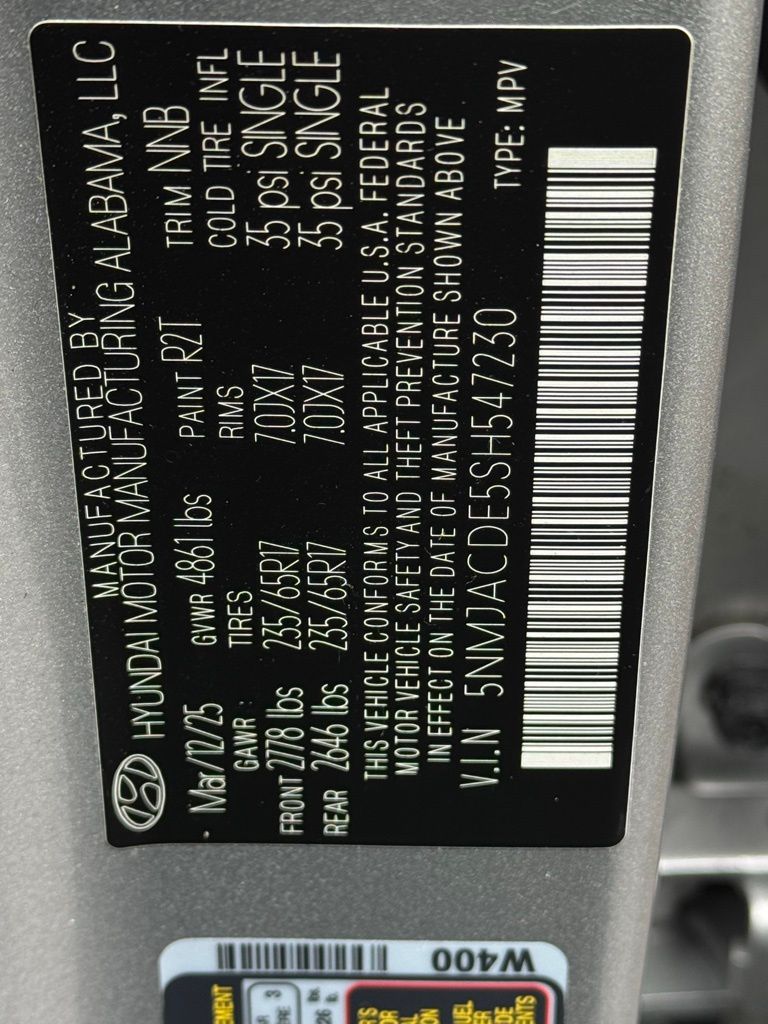 MANUFACTURED BY
HYUNDAI MOTOR MANUFACTURING ALABAMA, LLC
Mar/12/25 GVWR 4861 lbs PAINT R2T TRIM NNB
GAWR: TIRES RIMS COLD TIRE INFL
FRONT 2778 lbs 235/65R17 7.0JX17 35 psi SINGLE
REAR 2646 lbs 235/65R17 7.0JX17 35 psi SINGLE
THIS VEHICLE CONFORMS TO ALL APPLICABLE U.S.A. FEDERAL
MOTOR VEHICLE SAFETY AND THEFT PREVENTION STANDARDS
IN EFFECT ON THE DATE OF MANUFACTURE SHOWN ABOVE
V.I.N 5NMJACDE5SH547230 TYPE: MPV
W400